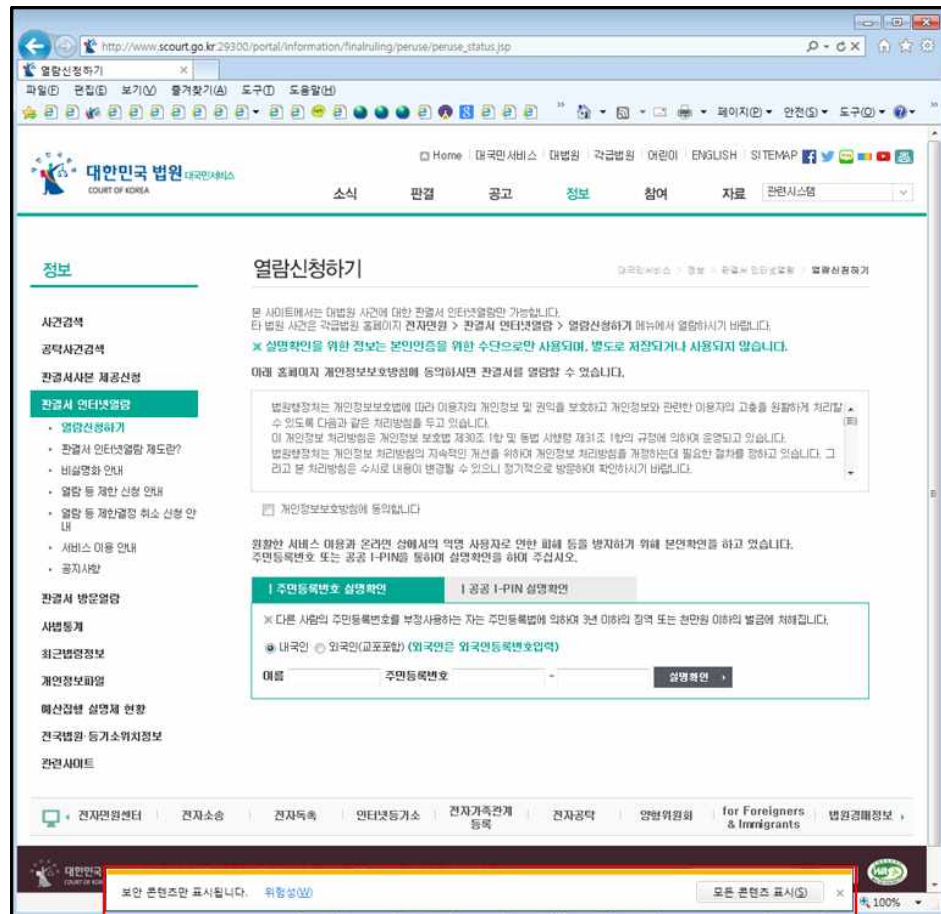 http://www.scourt.go.kr:29300/portal/information/finalruling/peruse/peruse_status.jsp
열람신청하기
파일(F) 편집(E) 보기(V) 즐겨찾기(A) 도구(T) 도움말(H)
페이지(P) 안전(S) 도구(O)
Home 대국민서비스 대법원 각급법원 어린이 ENGLISH SITEMAP
대한민국 법원 대국민서비스
COURT OF KOREA
소식 판결 공고 정보 참여 자료 관련시스템
정보
열람신청하기
대국민서비스 > 정보 > 판결서 인터넷열람 > 열람신청하기
사건검색
공탁사건검색
판결서사본 제공신청
판결서 인터넷열람
열람신청하기
판결서 인터넷열람 제도란?
비실명화 안내
열람 등 제한 신청 안내
열람 등 제한결정 취소 신청 안내
서비스 이용 안내
공지사항
판결서 방문열람
사법통계
최근법령정보
개인정보파일
예산집행 실명제 현황
전국법원·등기소위치정보
관련사이트
본 사이트에서는 대법원 사건에 대한 판결서 인터넷열람만 가능합니다.
타 법원 사건은 각급법원 홈페이지 전자민원 > 판결서 인터넷열람 > 열람신청하기 메뉴에서 열람하시기 바랍니다.
※ 실명확인을 위한 정보는 본인인증을 위한 수단으로만 사용되며, 별도로 저장되거나 사용되지 않습니다.
아래 홈페이지 개인정보보호방침에 동의하시면 판결서를 열람할 수 있습니다.
법원행정처는 개인정보보호법에 따라 이용자의 개인정보 및 권익을 보호하고 개인정보와 관련한 이용자의 고충을 원활하게 처리할
수 있도록 다음과 같은 처리방침을 두고 있습니다.
이 개인정보 처리방침은 개인정보 보호법 제30조 1항 및 동법 시행령 제31조 1항의 규정에 의하여 운영되고 있습니다.
법원행정처는 개인정보 처리방침의 지속적인 개선을 위하여 개인정보 처리방침을 개정하는데 필요한 절차를 정하고 있습니다. 그
리고 본 처리방침은 수시로 내용이 변경될 수 있으니 정기적으로 방문하여 확인하시기 바랍니다.
개인정보보호방침에 동의합니다
원활한 서비스 이용과 온라인 상에서의 익명 사용자로 인한 피해 등을 방지하기 위해 본인확인을 하고 있습니다.
주민등록번호 또는 공공 I-PIN을 통하여 실명확인을 하여 주십시오.
| 주민등록번호 실명확인 | 공공 I-PIN 실명확인
※ 다른 사람의 주민등록번호를 부정사용하는 자는 주민등록법에 의하여 3년 이하의 징역 또는 천만원 이하의 벌금에 처해집니다.
내국인 외국인(교포포함) (외국인은 외국인등록번호입력)
이름 주민등록번호 - 실명확인
전자민원센터 전자소송 전자독촉 인터넷등기소 전자가족관계등록 전자공탁 양형위원회 for Foreigners & Immigrants 법원경매정보
대한민국
보안 콘텐츠만 표시됩니다. 위험성(W) 모든 콘텐츠 표시(S)
100%